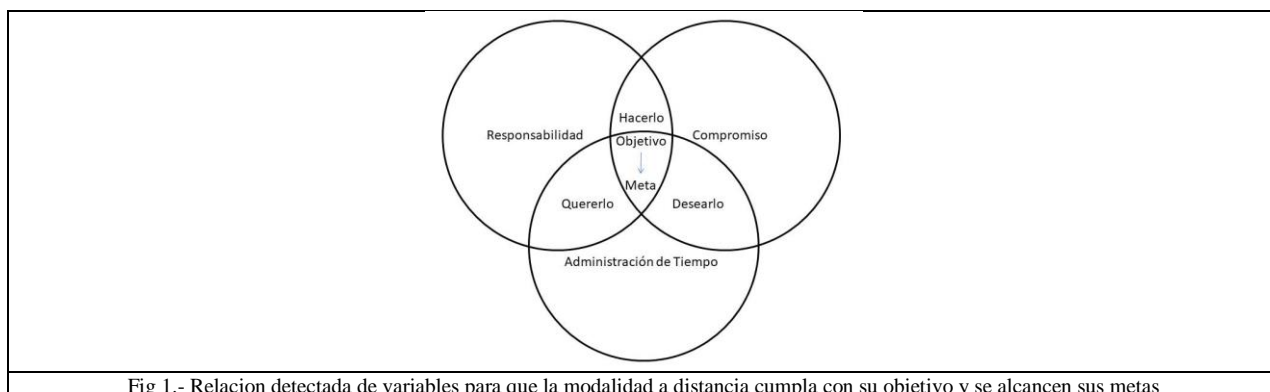 Hacerlo
Responsabilidad
Compromiso
Objetivo
Meta
Quererlo
Desearlo
Administración de Tiempo
Fig 1.- Relacion detectada de variables para que la modalidad a distancia cumpla con su objetivo y se alcancen sus metas